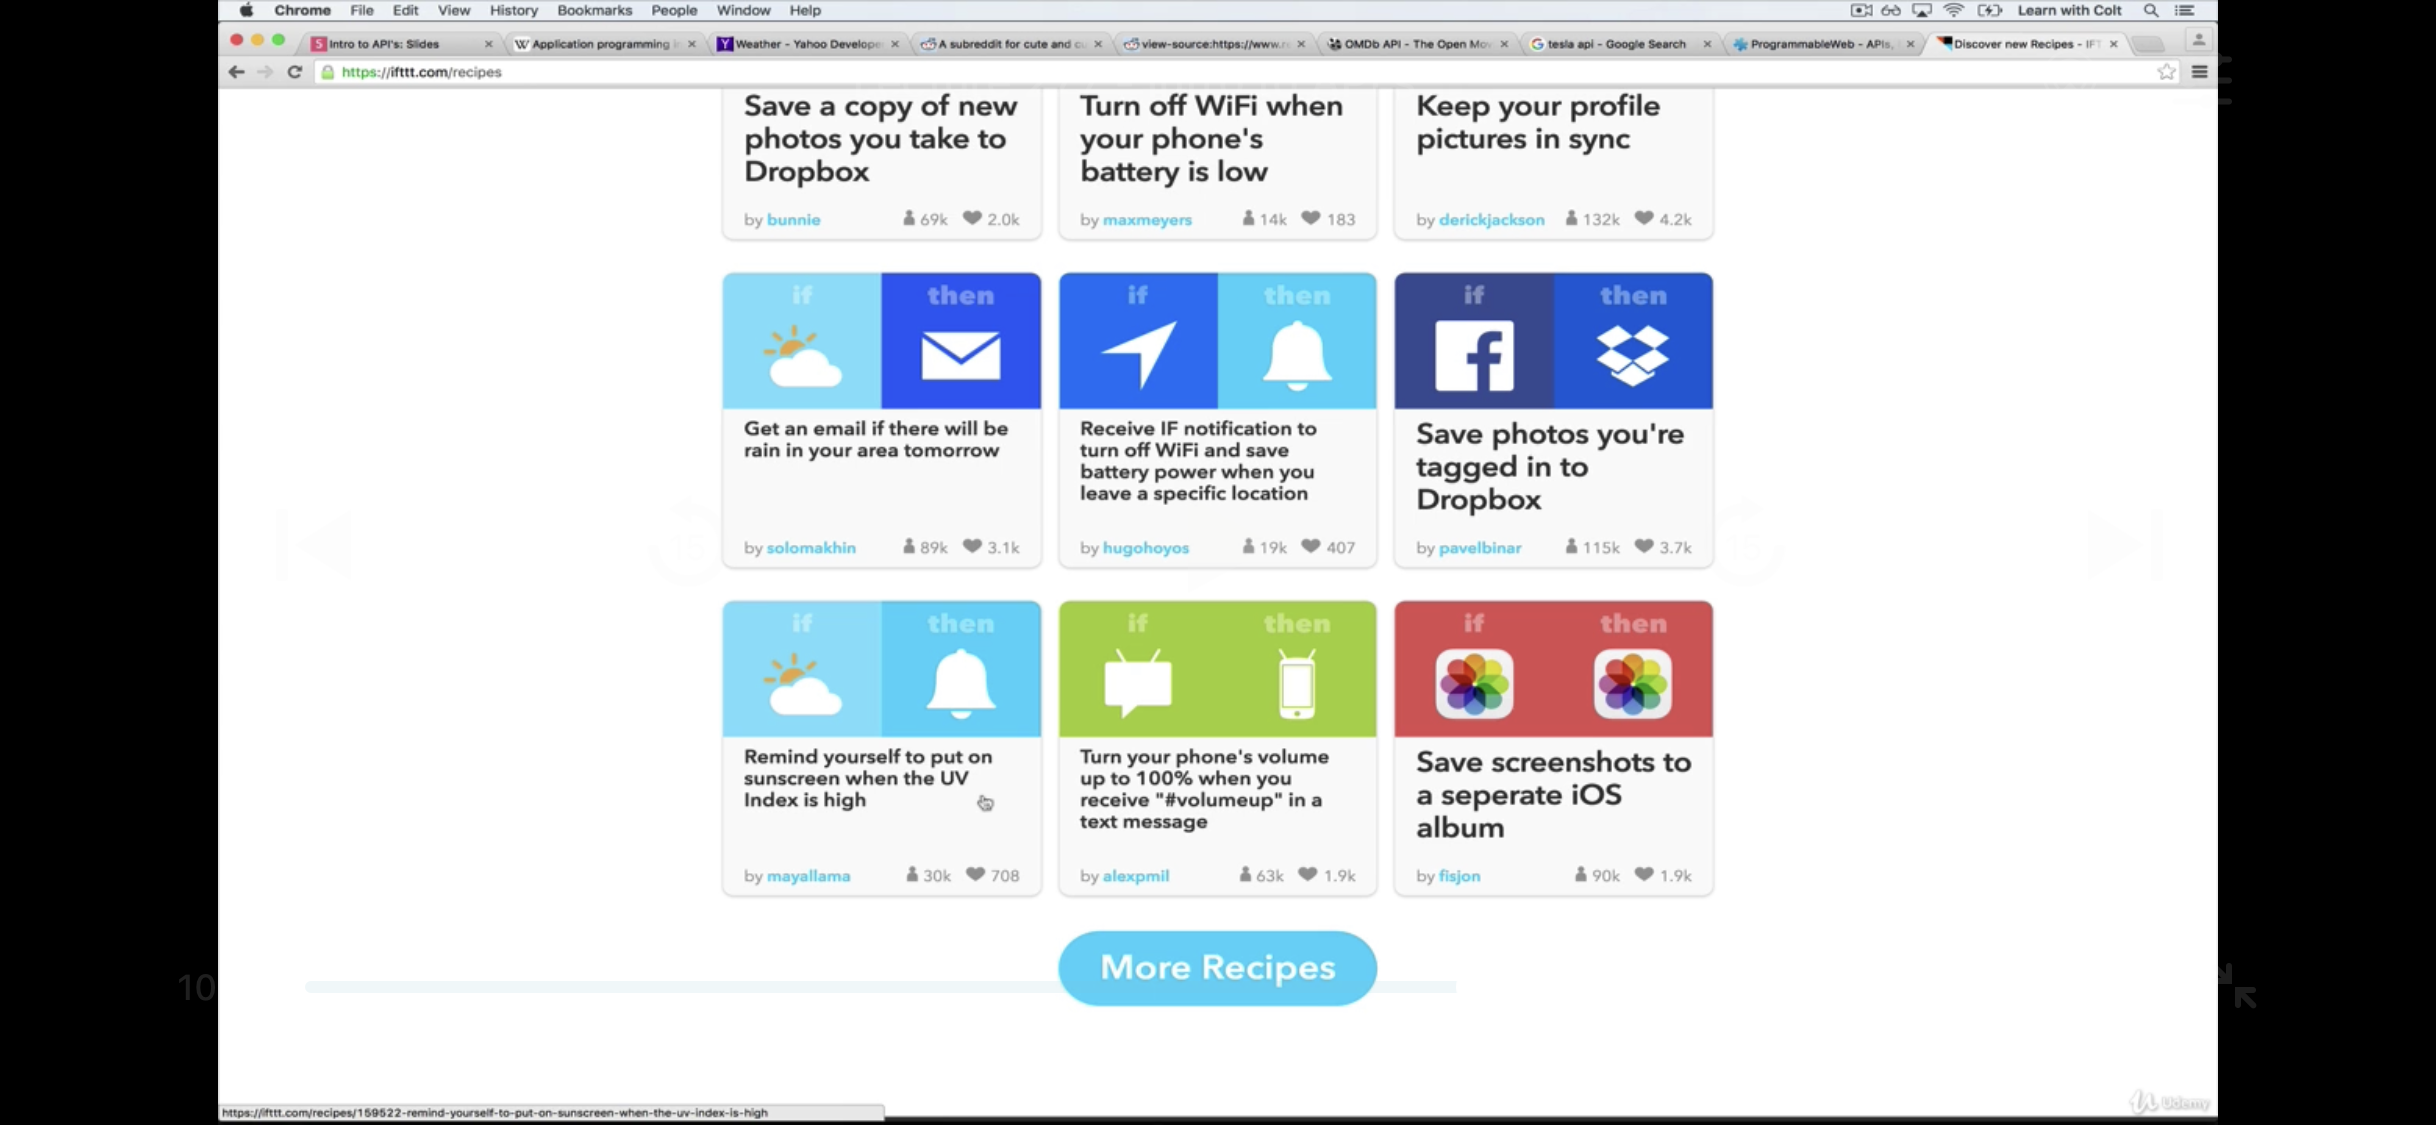 Chrome File Edit View History Bookmarks People Window Help Learn with Colt
Intro to API's: Slides Application programming Weather - Yahoo Develope A subreddit for cute and cu view-source:https://www.r OMDb API - The Open Mov tesla api - Google Search ProgrammableWeb - APIs, Discover new Recipes - IFT
https://ifttt.com/recipes
Save a copy of new
photos you take to
Dropbox
by bunnie 69k 2.0k
Turn off WiFi when
your phone's
battery is low
by maxmeyers 14k 183
Keep your profile
pictures in sync
by derickjackson 132k 4.2k
if then
Get an email if there will be
rain in your area tomorrow
by solomakhin 89k 3.1k
if then
Receive IF notification to
turn off WiFi and save
battery power when you
leave a specific location
by hugohoyos 19k 407
if then
Save photos you're
tagged in to
Dropbox
by pavelbinar 115k 3.7k
if then
Remind yourself to put on
sunscreen when the UV
Index is high
by mayallama 30k 708
if then
Turn your phone's volume
up to 100% when you
receive "#volumeup" in a
text message
by alexpmil 63k 1.9k
if then
Save screenshots to
a seperate iOS
album
by fisjon 90k 1.9k
More Recipes
10
https://ifttt.com/recipes/159522-remind-yourself-to-put-on-sunscreen-when-the-uv-index-is-high
Udemy